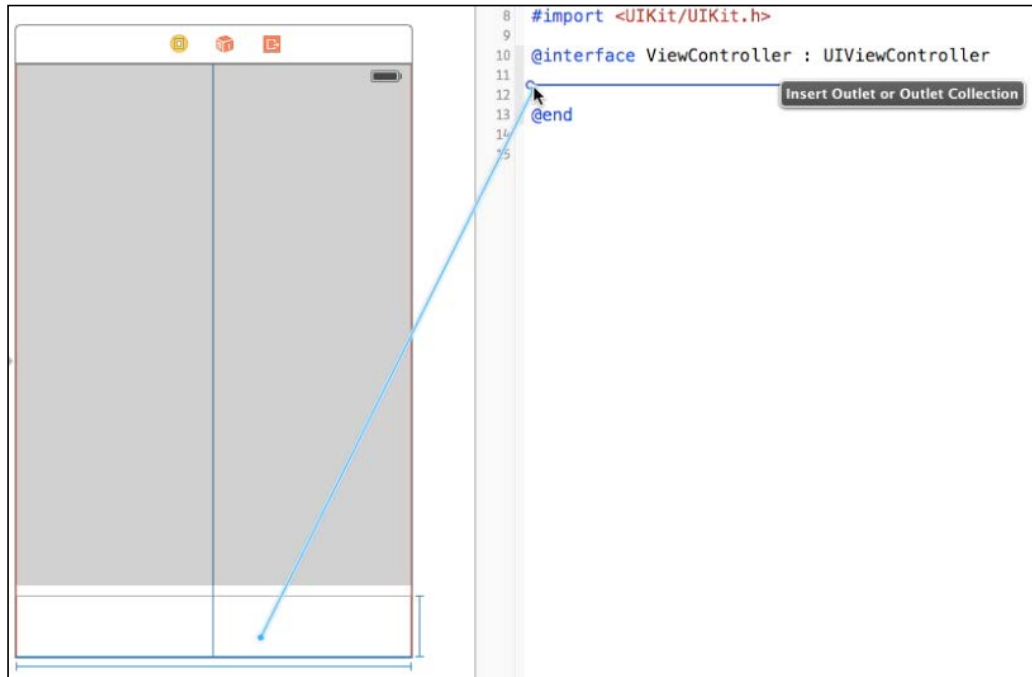 8 #import <UIKit/UIKit.h>
9
10 @interface ViewController : UIViewController
11
12
Insert Outlet or Outlet Collection
13 @end
14
15